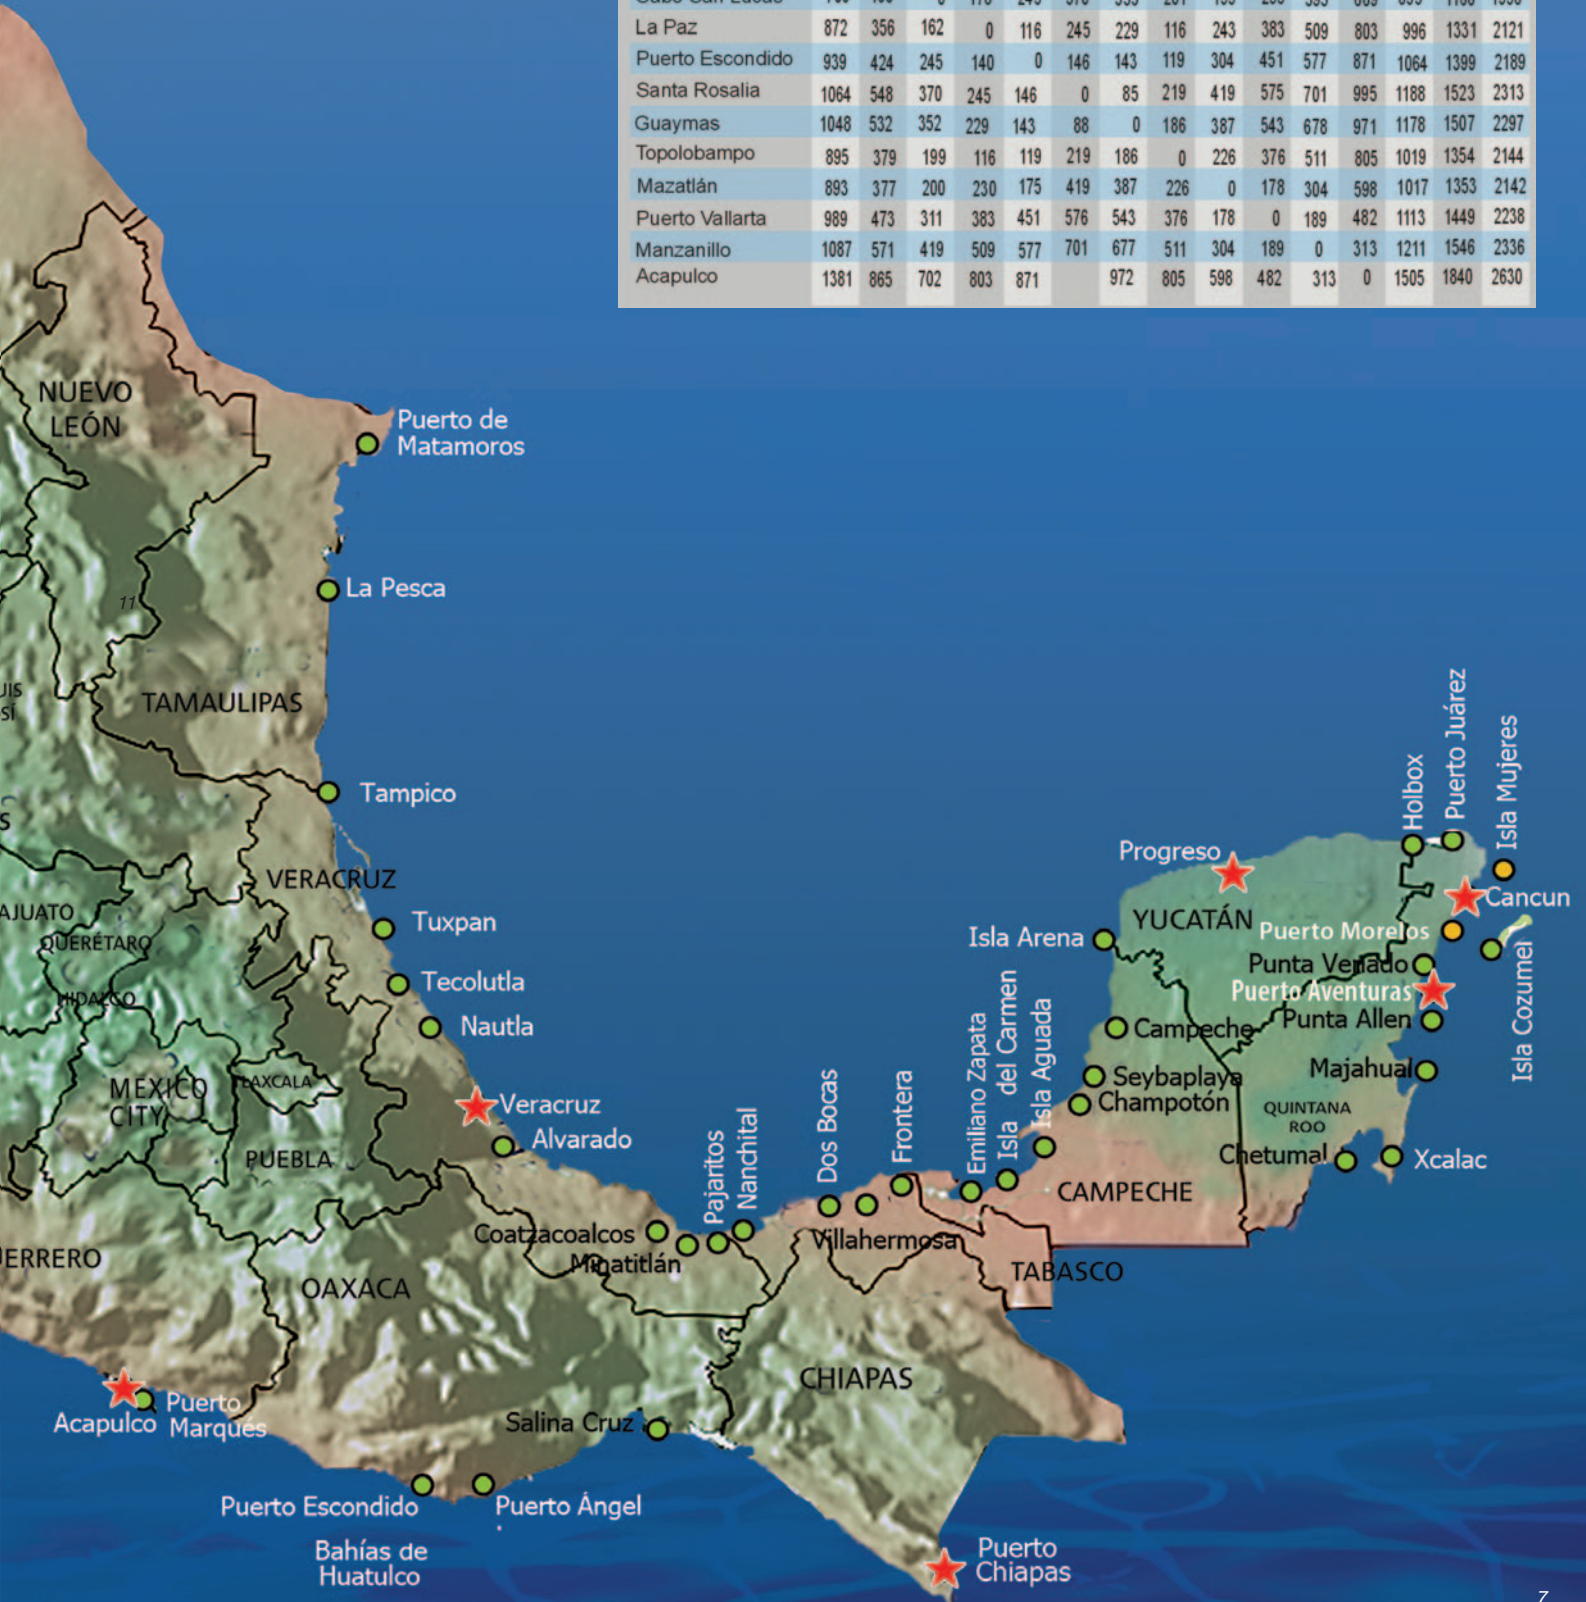 La Paz 872 356 162 0 116 245 229 116 243 383 509 803 996 1331 2121
Puerto Escondido 939 424 245 140 0 146 143 119 304 451 577 871 1064 1399 2189
Santa Rosalia 1064 548 370 245 146 0 85 219 419 575 701 995 1188 1523 2313
Guaymas 1048 532 352 229 143 88 0 186 387 543 678 971 1178 1507 2297
Topolobampo 895 379 199 116 119 219 186 0 226 376 511 805 1019 1354 2144
Mazatlán 893 377 200 230 175 419 387 226 0 178 304 598 1017 1353 2142
Puerto Vallarta 989 473 311 383 451 576 543 376 178 0 189 482 1113 1449 2238
Manzanillo 1087 571 419 509 577 701 677 511 304 189 0 313 1211 1546 2336
Acapulco 1381 865 702 803 871 972 805 598 482 313 0 1505 1840 2630
NUEVO
LEÓN
Puerto de
Matamoros
La Pesca
11
UIS
SÍ
TAMAULIPAS
Tampico
S
VERACRUZ
AJUATO
QUERÉTARO
HIDALGO
Tuxpan
Tecolutla
Nautla
MEXICO
CITY
TLAXCALA
PUEBLA
Veracruz
Alvarado
Coatzacoalcos
Minatitlán
Pajaritos
Nanchital
Dos Bocas
Villahermosa
Frontera
Emiliano Zapata
Isla del Carmen
Isla Aguada
Isla Arena
Progreso
YUCATÁN
Holbox
Puerto Juárez
Isla Mujeres
Cancun
Puerto Morelos
Punta Venado
Puerto Aventuras
Punta Allen
Isla Cozumel
Campeche
Seybaplaya
Champotón
Majahual
QUINTANA
ROO
Chetumal
Xcalac
CAMPECHE
TABASCO
CHIAPAS
OAXACA
ERRERO
Acapulco
Puerto
Marqués
Salina Cruz
Puerto Escondido
Puerto Ángel
Bahías de
Huatulco
Puerto
Chiapas
7